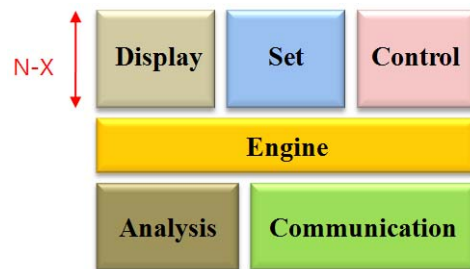 N-X
Display
Set
Control
Engine
Analysis
Communication